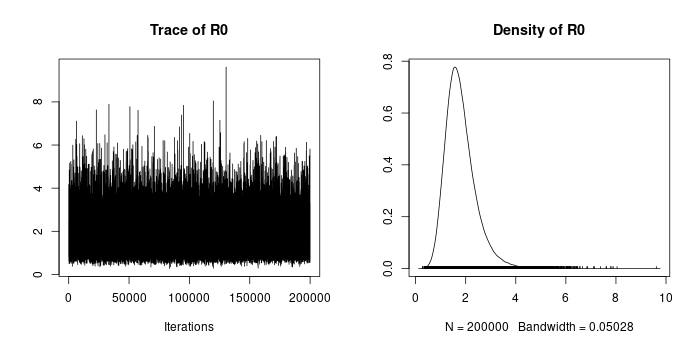 Trace of R0
8
6
4
2
0
0 50000 100000 150000 200000
Iterations
Density of R0
0.8
0.6
0.4
0.2
0.0
0 2 4 6 8 10
N = 200000 Bandwidth = 0.05028